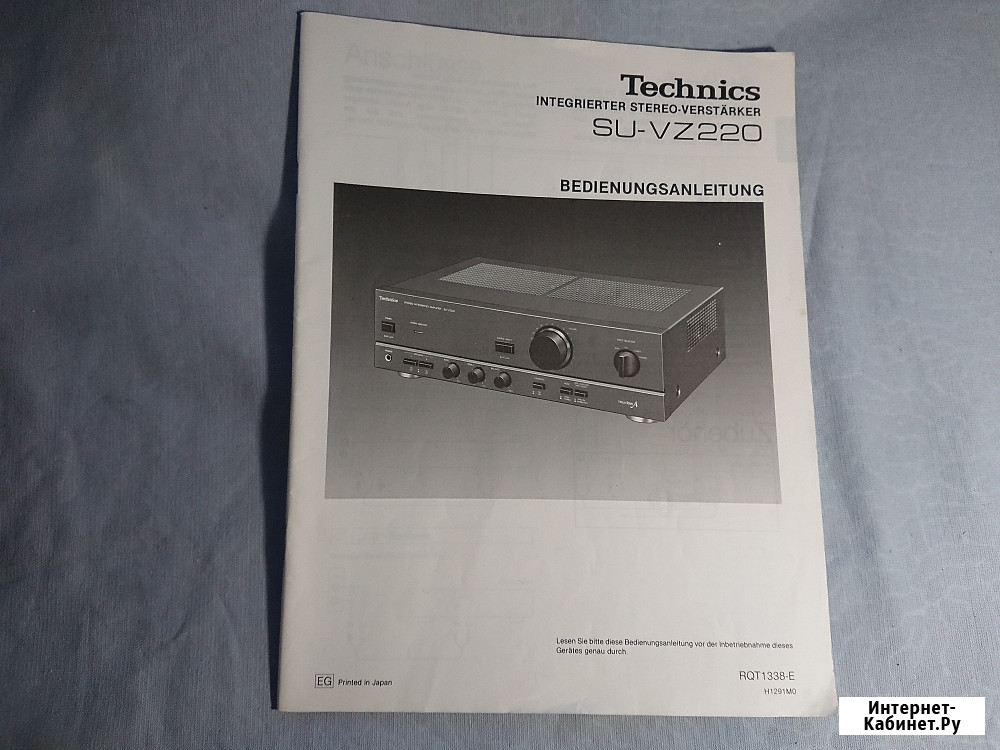 Technics
INTEGRIERTER STEREO-VERSTÄRKER
SU-VZ220
BEDIENUNGSANLEITUNG
Technics
Lesen Sie bitte diese Bedienungsanleitung vor der Inbetriebnahme dieses
Gerätes genau durch.
EG Printed in Japan
RQT1338-E
H1291M0
Интернет-
Кабинет.Ру